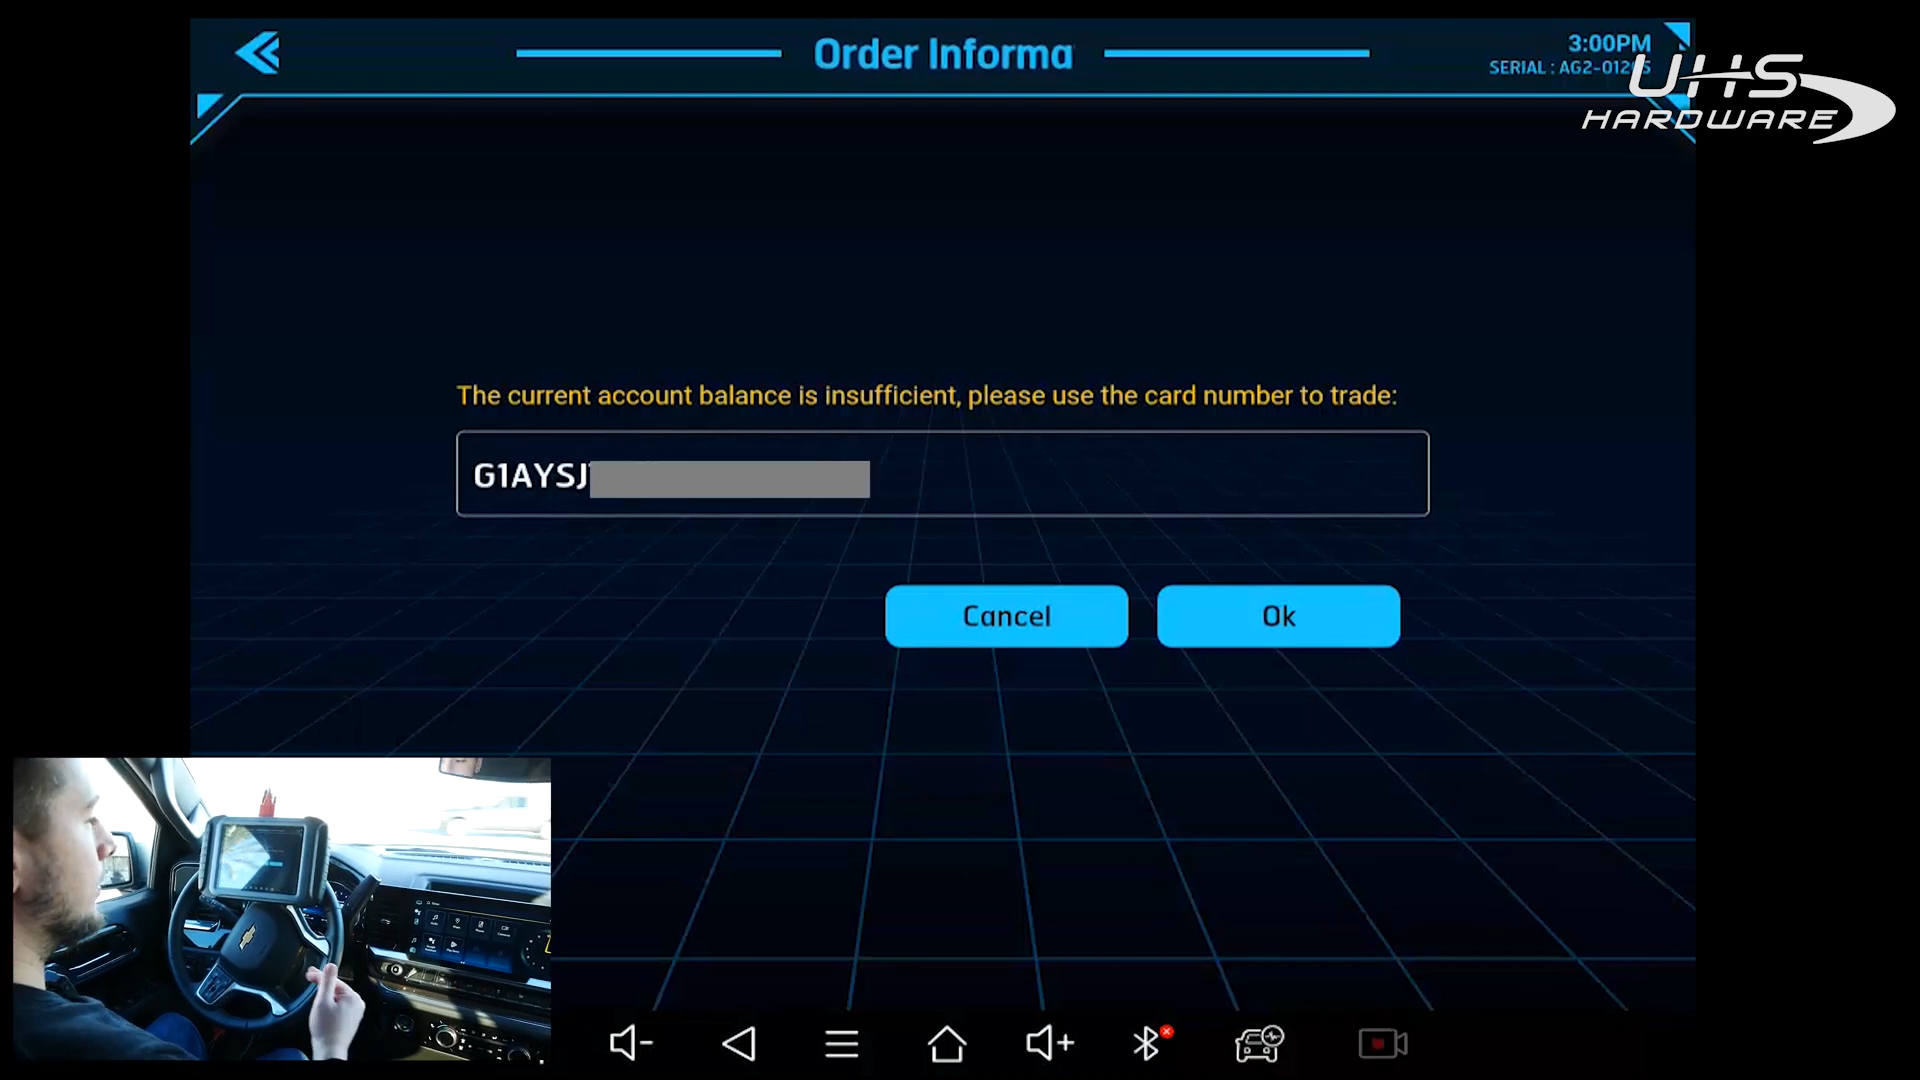 Order Informa
3:00PM
SERIAL : AG2-012
UHS
HARDWARE
The current account balance is insufficient, please use the card number to trade:
G1AYSJ
Cancel
Ok